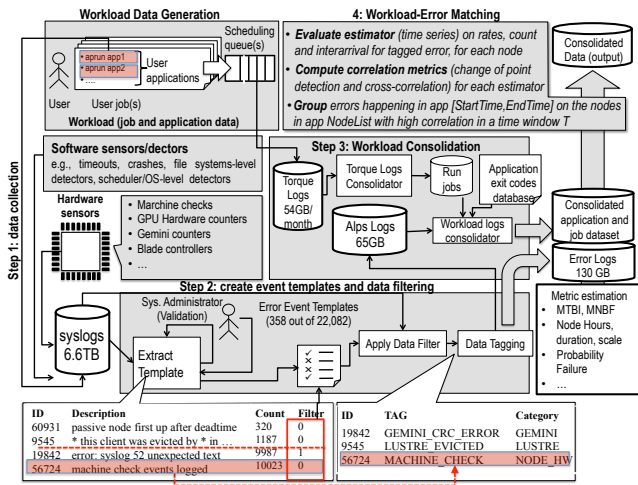 Workload Data Generation
Scheduling
queue(s)
aprun app1
aprun app2
….
User
applications
User
User job(s)
Workload (job and application data)
4: Workload-Error Matching
• Evaluate estimator (time series) on rates, count
and interarrival for tagged error, for each node
• Compute correlation metrics (change of point
detection and cross-correlation) for each estimator
• Group errors happening in app [StartTime,EndTime] on the nodes
in app NodeList with high correlation in a time window T
Consolidated
Data (output)
Step 1: data collection
Software sensors/dectors
e.g., timeouts, crashes, file systems-level
detectors, scheduler/OS-level detectors
Hardware
sensors
• Marchine checks
• GPU Hardware counters
• Gemini counters
• Blade controllers
• …
Step 3: Workload Consolidation
Torque
Logs
54GB/
month
Torque Logs
Consolidator
Run
jobs
Application
exit codes
database
Alps Logs
65GB
Workload logs
consolidator
Consolidated
application and
job dataset
Error Logs
130 GB
Metric estimation
• MTBI, MNBF
• Node Hours,
duration, scale
• Probability
Failure
• …
Step 2: create event templates and data filtering
Sys. Administrator
(Validation)
Error Event Templates
(358 out of 22,082)
syslogs
6.6TB
Extract
Template
Apply Data Filter
Data Tagging
ID Description Count Filter
60931 passive node first up after deadtime 320 0
9545 * this client was evicted by * in … 1187 0
19842 error: syslog 52 unexpected text 9987 1
56724 machine check events logged 10023 0
ID TAG Category
19842 GEMINI_CRC_ERROR GEMINI
9545 LUSTRE_EVICTED LUSTRE
56724 MACHINE_CHECK NODE_HW